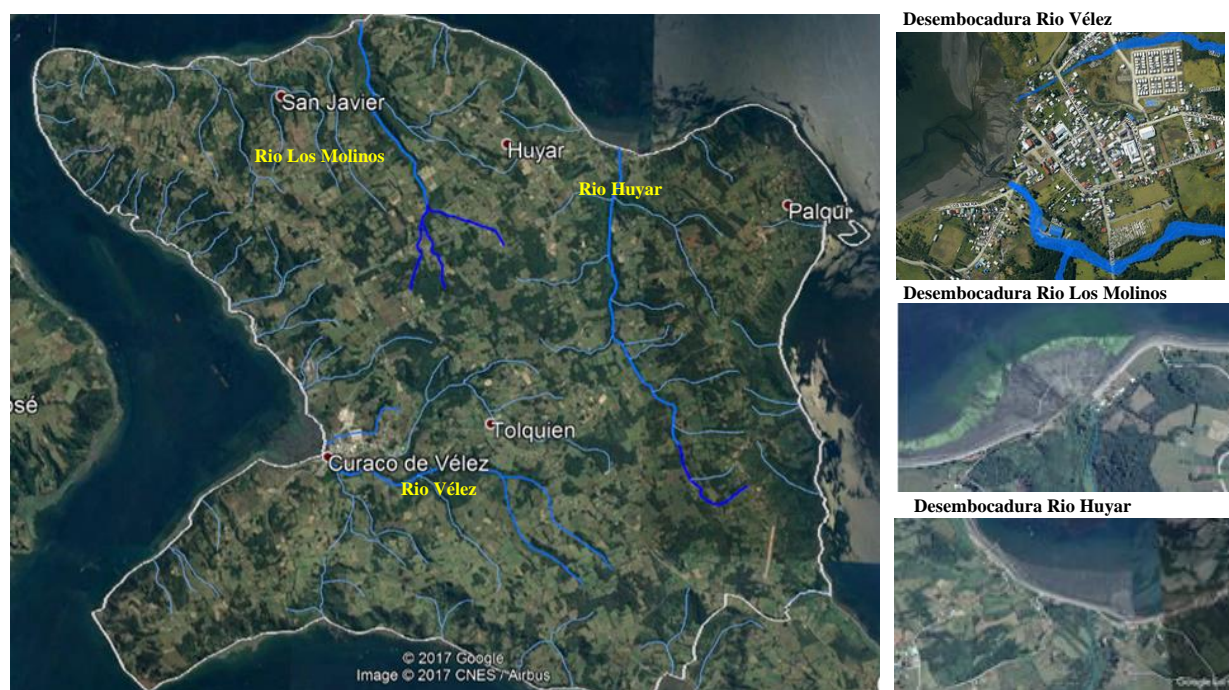 San Javier
Rio Los Molinos
Huyar
Rio Huyar
Palqui
osé
Tolquien
Curaco de Vélez
Rio Vélez
© 2017 Google
Image © 2017 CNES / Airbus
Desembocadura Rio Vélez
Desembocadura Rio Los Molinos
Desembocadura Rio Huyar
Google